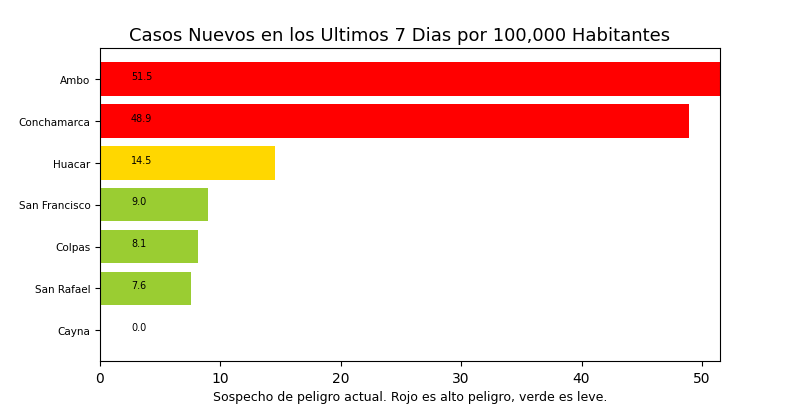 Casos Nuevos en los Ultimos 7 Dias por 100,000 Habitantes
Ambo 51.5
Conchamarca 48.9
Huacar 14.5
San Francisco 9.0
Colpas 8.1
San Rafael 7.6
Cayna 0.0
0 10 20 30 40 50
Sospecho de peligro actual. Rojo es alto peligro, verde es leve.